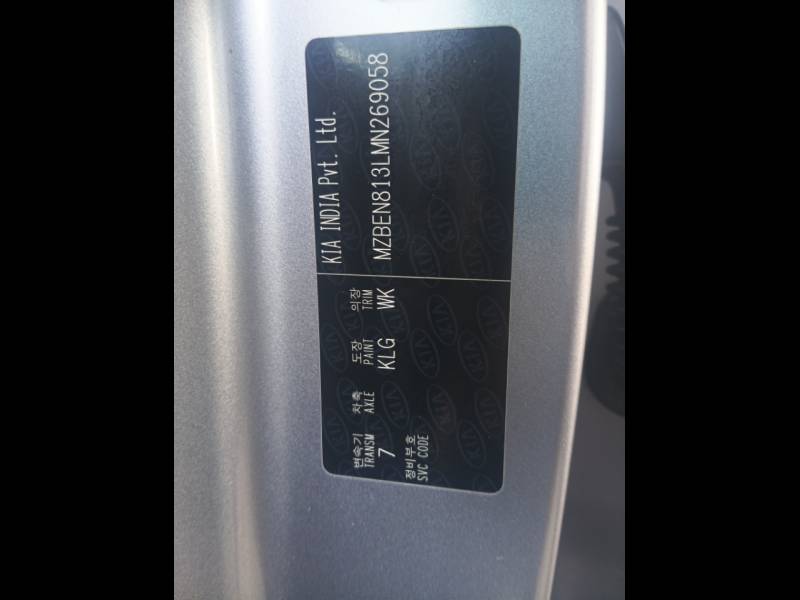 KIA INDIA Pvt. Ltd.
MZBEN813LMN269058
변속기 차축 도장 의장
TRANSM AXLE PAINT TRIM
7 KLG WK
정비부호
SVC CODE